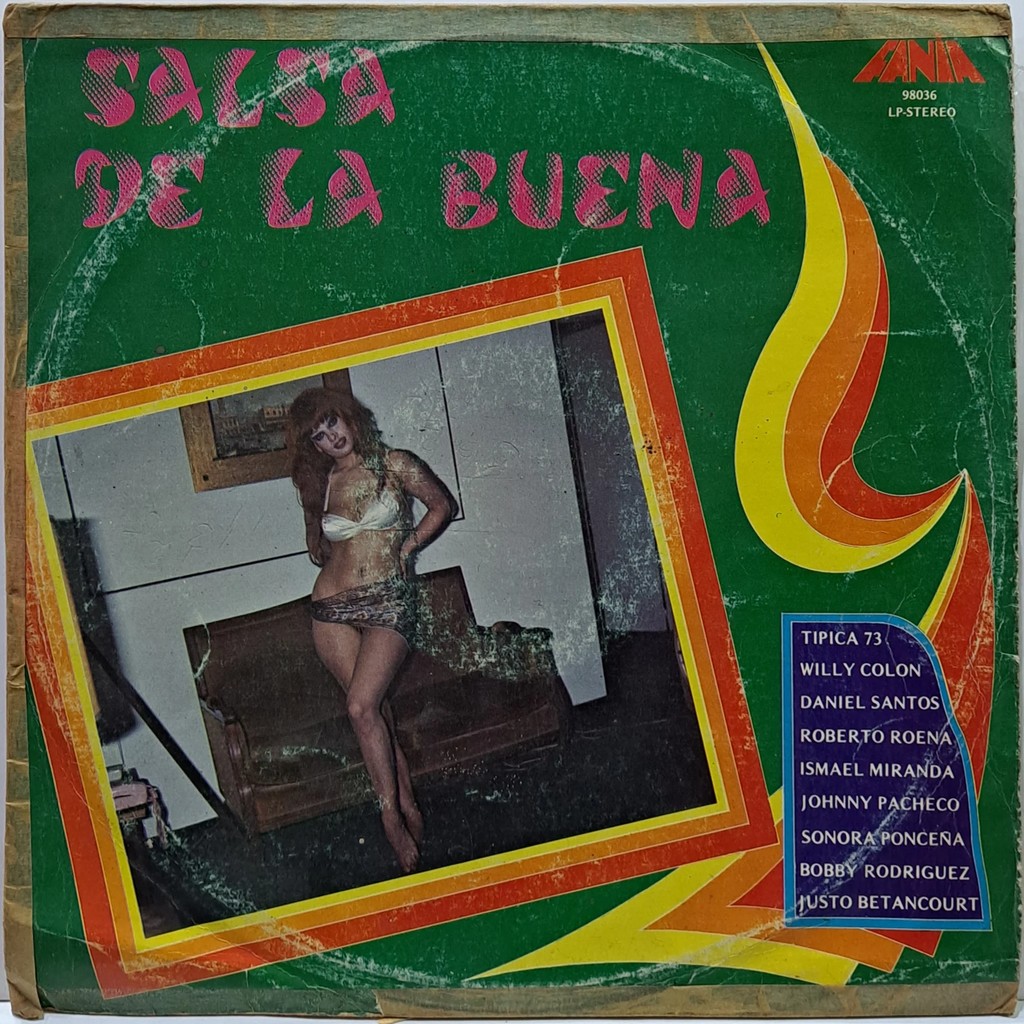 SALSA
DE LA BUENA
FANIA
98036
LP-STEREO
TIPICA 73
WILLY COLON
DANIEL SANTOS
ROBERTO ROENA
ISMAEL MIRANDA
JOHNNY PACHECO
SONORA PONCEÑA
BOBBY RODRIGUEZ
JUSTO BETANCOURT